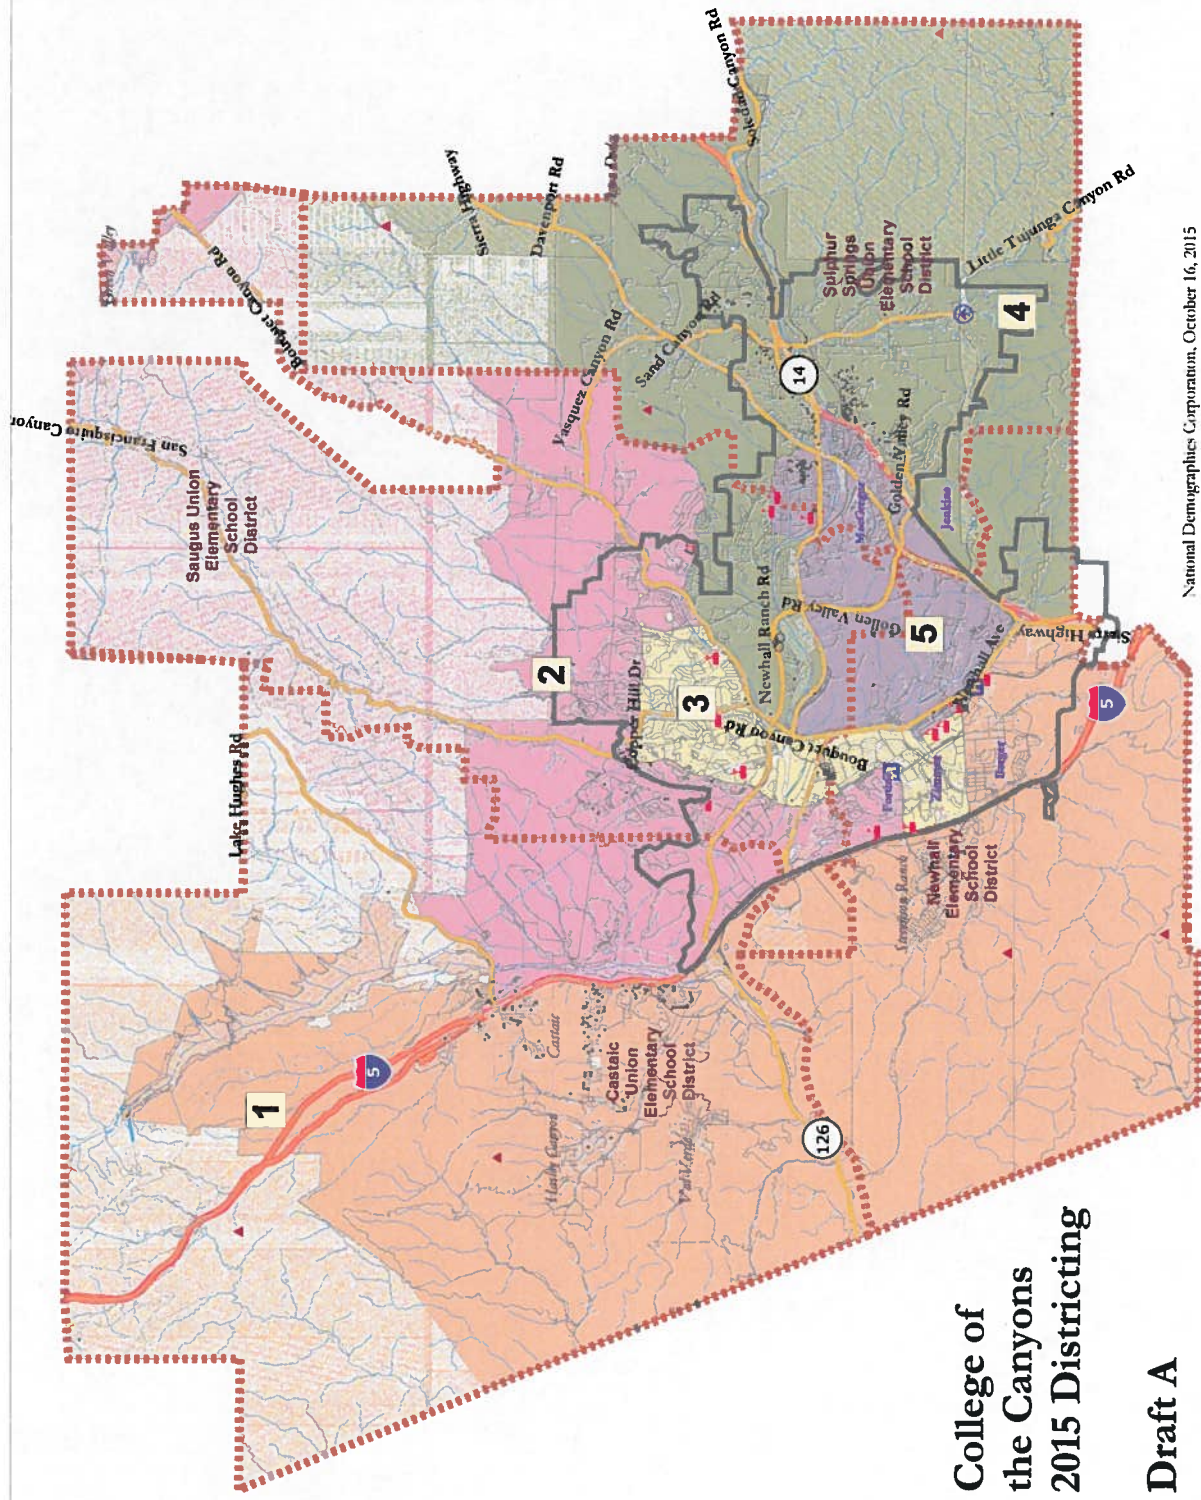 College of
the Canyons
2015 Districting
Draft A
National Demographics Corporation, October 16, 2015
1
2
3
4
5
5
5
14
126
Saugus Union
Elementary
School
District
Castaic
Union
Elementary
School
District
Newhall
Elementary
School
District
Sulphur
Springs
Union
Elementary
School
District
San Francisquito Canyon
Lake Hughes Rd
Bouquet Canyon Rd
Bouquet Canyon Rd
Sierra Highway
Davenport Rd
Vasquez Canyon Rd
Sand Canyon Rd
Soledad Canyon Rd
Little Tujunga Canyon Rd
Copper Hill Dr
Newhall Ranch Rd
Golden Valley Rd
Newhall Ave
Sierra
Highway
Castaic
Val Verde
Stevenson Ranch
Jenkins